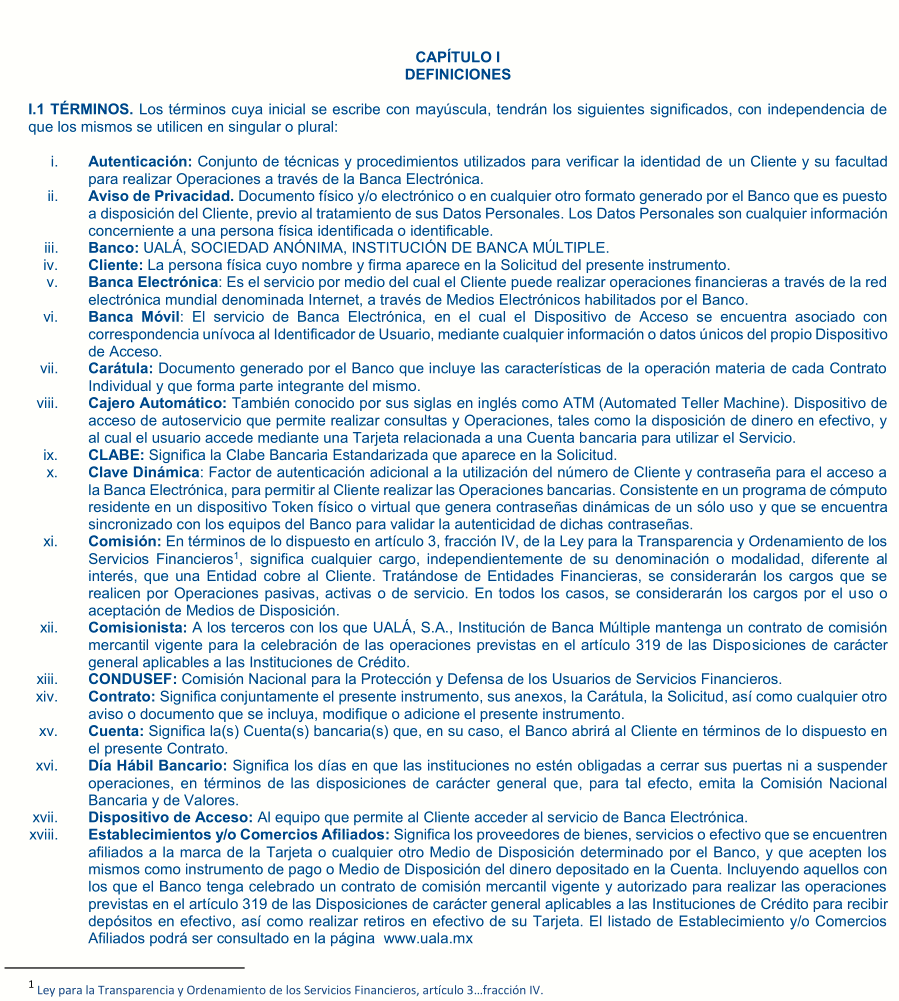 CAPÍTULO I
DEFINICIONES
I.1 TÉRMINOS. Los términos cuya inicial se escribe con mayúscula, tendrán los siguientes significados, con independencia de
que los mismos se utilicen en singular o plural:
i. Autenticación: Conjunto de técnicas y procedimientos utilizados para verificar la identidad de un Cliente y su facultad
para realizar Operaciones a través de la Banca Electrónica.
ii. Aviso de Privacidad. Documento físico y/o electrónico o en cualquier otro formato generado por el Banco que es puesto
a disposición del Cliente, previo al tratamiento de sus Datos Personales. Los Datos Personales son cualquier información
concerniente a una persona física identificada o identificable.
iii. Banco: UALÁ, SOCIEDAD ANÓNIMA, INSTITUCIÓN DE BANCA MÚLTIPLE.
iv. Cliente: La persona física cuyo nombre y firma aparece en la Solicitud del presente instrumento.
v. Banca Electrónica: Es el servicio por medio del cual el Cliente puede realizar operaciones financieras a través de la red
electrónica mundial denominada Internet, a través de Medios Electrónicos habilitados por el Banco.
vi. Banca Móvil: El servicio de Banca Electrónica, en el cual el Dispositivo de Acceso se encuentra asociado con
correspondencia unívoca al Identificador de Usuario, mediante cualquier información o datos únicos del propio Dispositivo
de Acceso.
vii. Carátula: Documento generado por el Banco que incluye las características de la operación materia de cada Contrato
Individual y que forma parte integrante del mismo.
viii. Cajero Automático: También conocido por sus siglas en inglés como ATM (Automated Teller Machine). Dispositivo de
acceso de autoservicio que permite realizar consultas y Operaciones, tales como la disposición de dinero en efectivo, y
al cual el usuario accede mediante una Tarjeta relacionada a una Cuenta bancaria para utilizar el Servicio.
ix. CLABE: Significa la Clabe Bancaria Estandarizada que aparece en la Solicitud.
x. Clave Dinámica: Factor de autenticación adicional a la utilización del número de Cliente y contraseña para el acceso a
la Banca Electrónica, para permitir al Cliente realizar las Operaciones bancarias. Consistente en un programa de cómputo
residente en un dispositivo Token físico o virtual que genera contraseñas dinámicas de un sólo uso y que se encuentra
sincronizado con los equipos del Banco para validar la autenticidad de dichas contraseñas.
xi. Comisión: En términos de lo dispuesto en artículo 3, fracción IV, de la Ley para la Transparencia y Ordenamiento de los
Servicios Financieros¹, significa cualquier cargo, independientemente de su denominación o modalidad, diferente al
interés, que una Entidad cobre al Cliente. Tratándose de Entidades Financieras, se considerarán los cargos que se
realicen por Operaciones pasivas, activas o de servicio. En todos los casos, se considerarán los cargos por el uso o
aceptación de Medios de Disposición.
xii. Comisionista: A los terceros con los que UALÁ, S.A., Institución de Banca Múltiple mantenga un contrato de comisión
mercantil vigente para la celebración de las operaciones previstas en el artículo 319 de las Disposiciones de carácter
general aplicables a las Instituciones de Crédito.
xiii. CONDUSEF: Comisión Nacional para la Protección y Defensa de los Usuarios de Servicios Financieros.
xiv. Contrato: Significa conjuntamente el presente instrumento, sus anexos, la Carátula, la Solicitud, así como cualquier otro
aviso o documento que se incluya, modifique o adicione el presente instrumento.
xv. Cuenta: Significa la(s) Cuenta(s) bancaria(s) que, en su caso, el Banco abrirá al Cliente en términos de lo dispuesto en
el presente Contrato.
xvi. Día Hábil Bancario: Significa los días en que las instituciones no estén obligadas a cerrar sus puertas ni a suspender
operaciones, en términos de las disposiciones de carácter general que, para tal efecto, emita la Comisión Nacional
Bancaria y de Valores.
xvii. Dispositivo de Acceso: Al equipo que permite al Cliente acceder al servicio de Banca Electrónica.
xviii. Establecimientos y/o Comercios Afiliados: Significa los proveedores de bienes, servicios o efectivo que se encuentren
afiliados a la marca de la Tarjeta o cualquier otro Medio de Disposición determinado por el Banco, y que acepten los
mismos como instrumento de pago o Medio de Disposición del dinero depositado en la Cuenta. Incluyendo aquellos con
los que el Banco tenga celebrado un contrato de comisión mercantil vigente y autorizado para realizar las operaciones
previstas en el artículo 319 de las Disposiciones de carácter general aplicables a las Instituciones de Crédito para recibir
depósitos en efectivo, así como realizar retiros en efectivo de su Tarjeta. El listado de Establecimiento y/o Comercios
Afiliados podrá ser consultado en la página www.uala.mx
¹ Ley para la Transparencia y Ordenamiento de los Servicios Financieros, artículo 3...fracción IV.